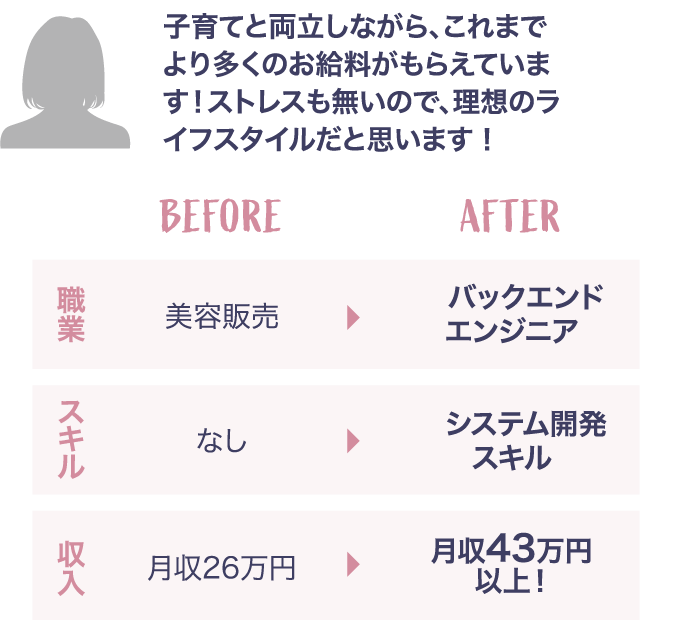 子育てと両立しながら、これまで
より多くのお給料がもらえていま
す！ストレスも無いので、理想のラ
イフスタイルだと思います！
BEFORE
AFTER
職業
美容販売
バックエンド
エンジニア
スキル
なし
システム開発
スキル
収入
月収26万円
月収43万円
以上！